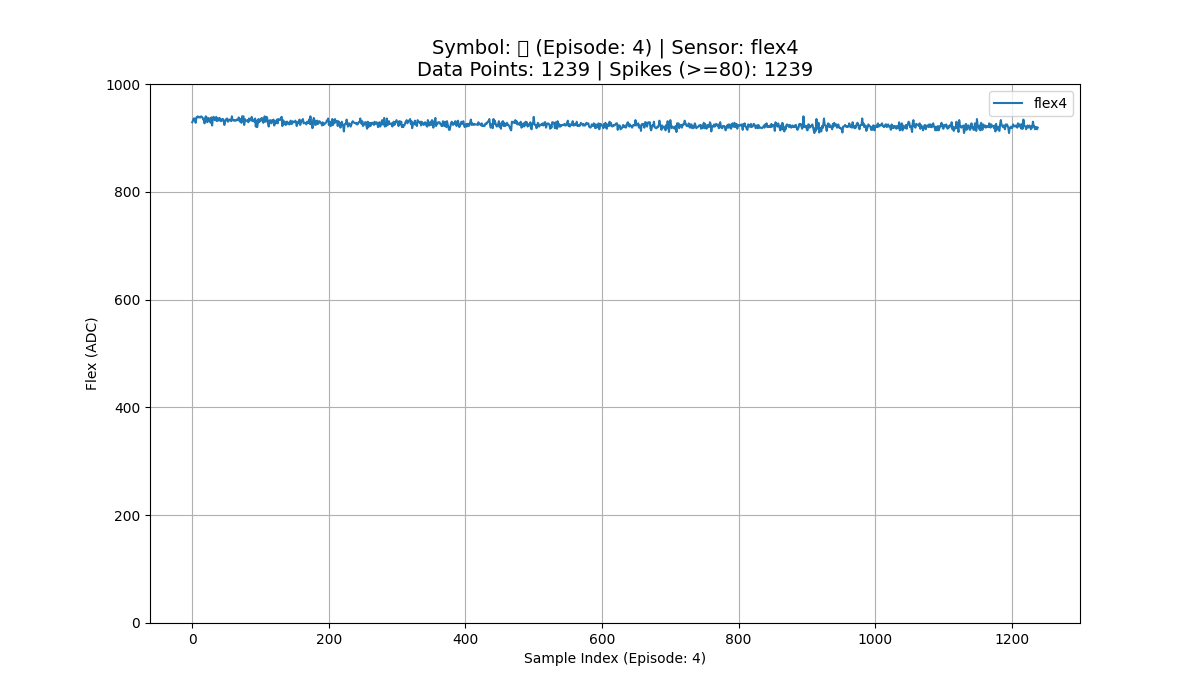 Symbol: (Episode: 4) | Sensor: flex4
Data Points: 1239 | Spikes (>=80): 1239
flex4
1000
800
600
400
200
0
Flex (ADC)
0 200 400 600 800 1000 1200
Sample Index (Episode: 4)